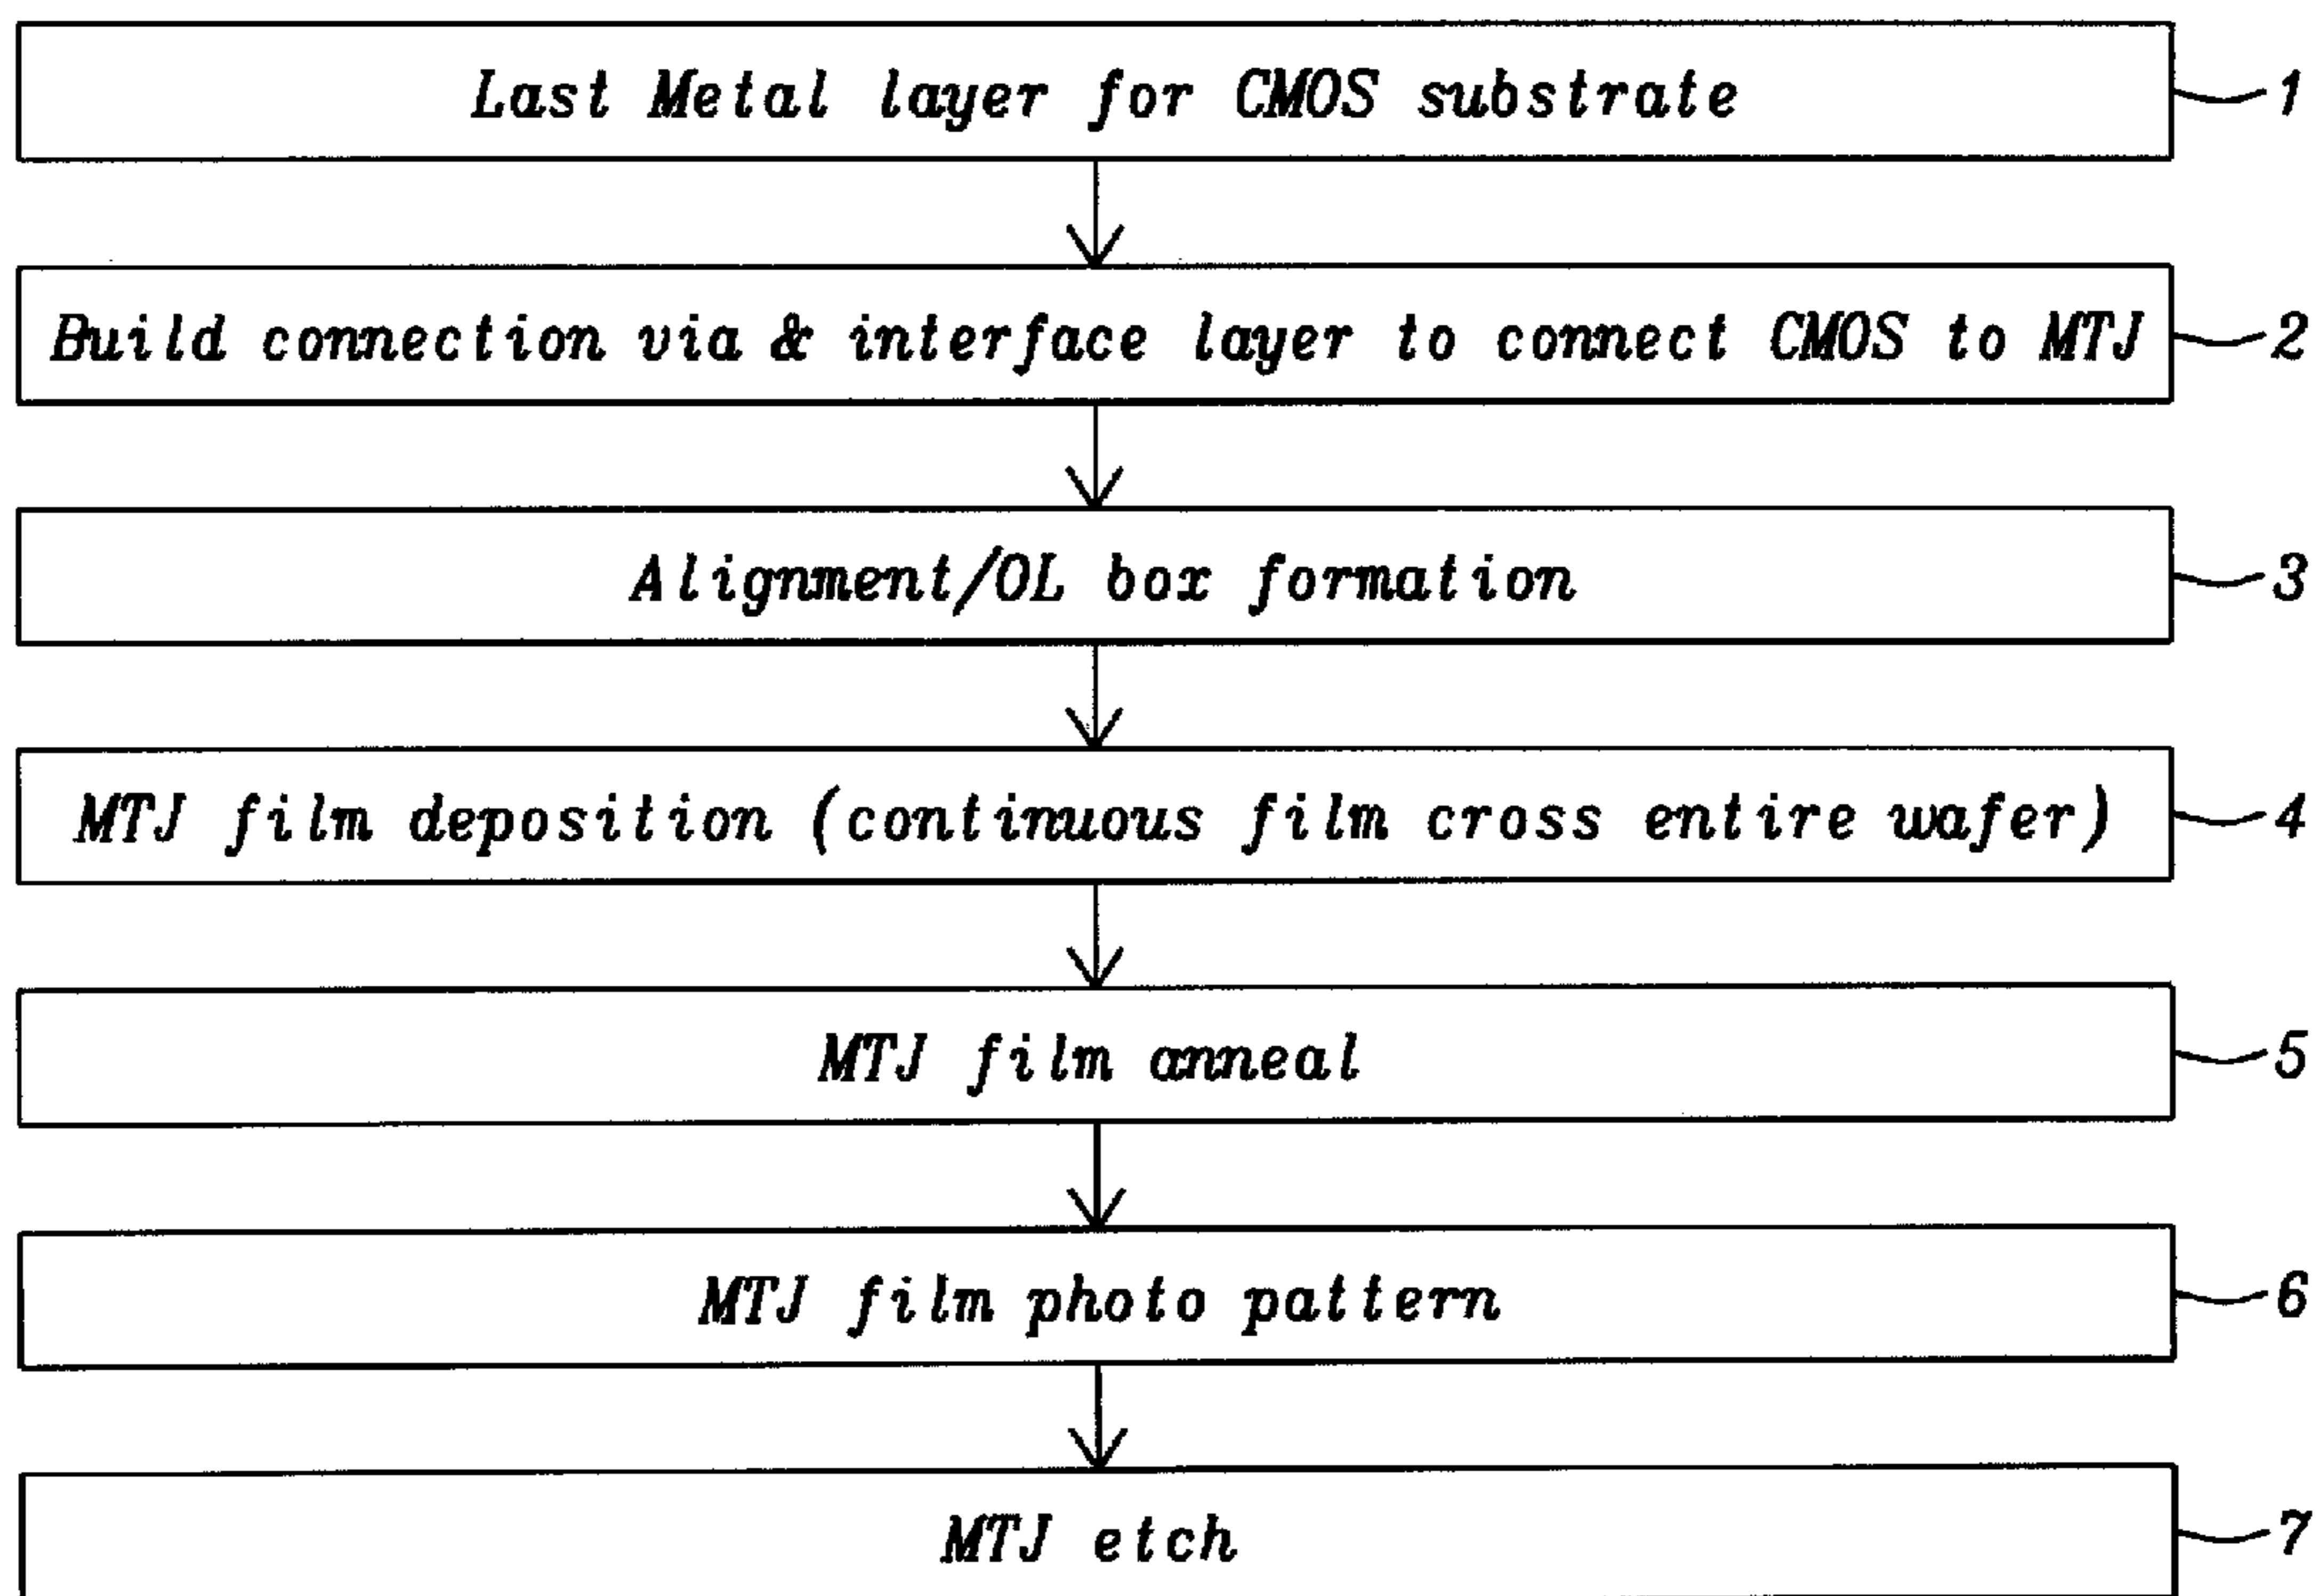 Last Metal layer for CMOS substrate 1
Build connection via & interface layer to connect CMOS to MTJ 2
Alignment/OL box formation 3
MTJ film deposition (continuous film cross entire wafer) 4
MTJ film anneal 5
MTJ film photo pattern 6
MTJ etch 7